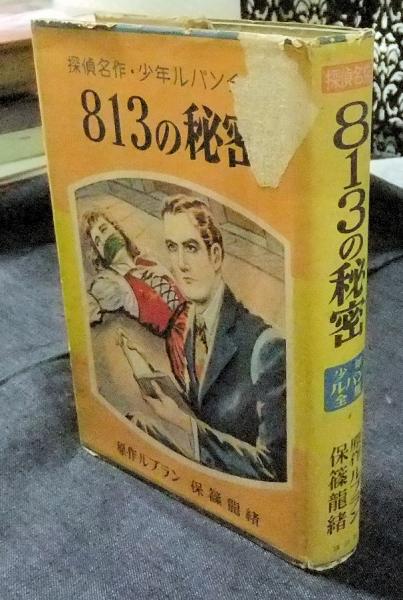 探偵名作・少年ルパン全
813の秘密
原作ルブラン 保篠龍緒
探偵名作
813の秘密
少年ルパン全集
原作ルブラン
保篠龍緒